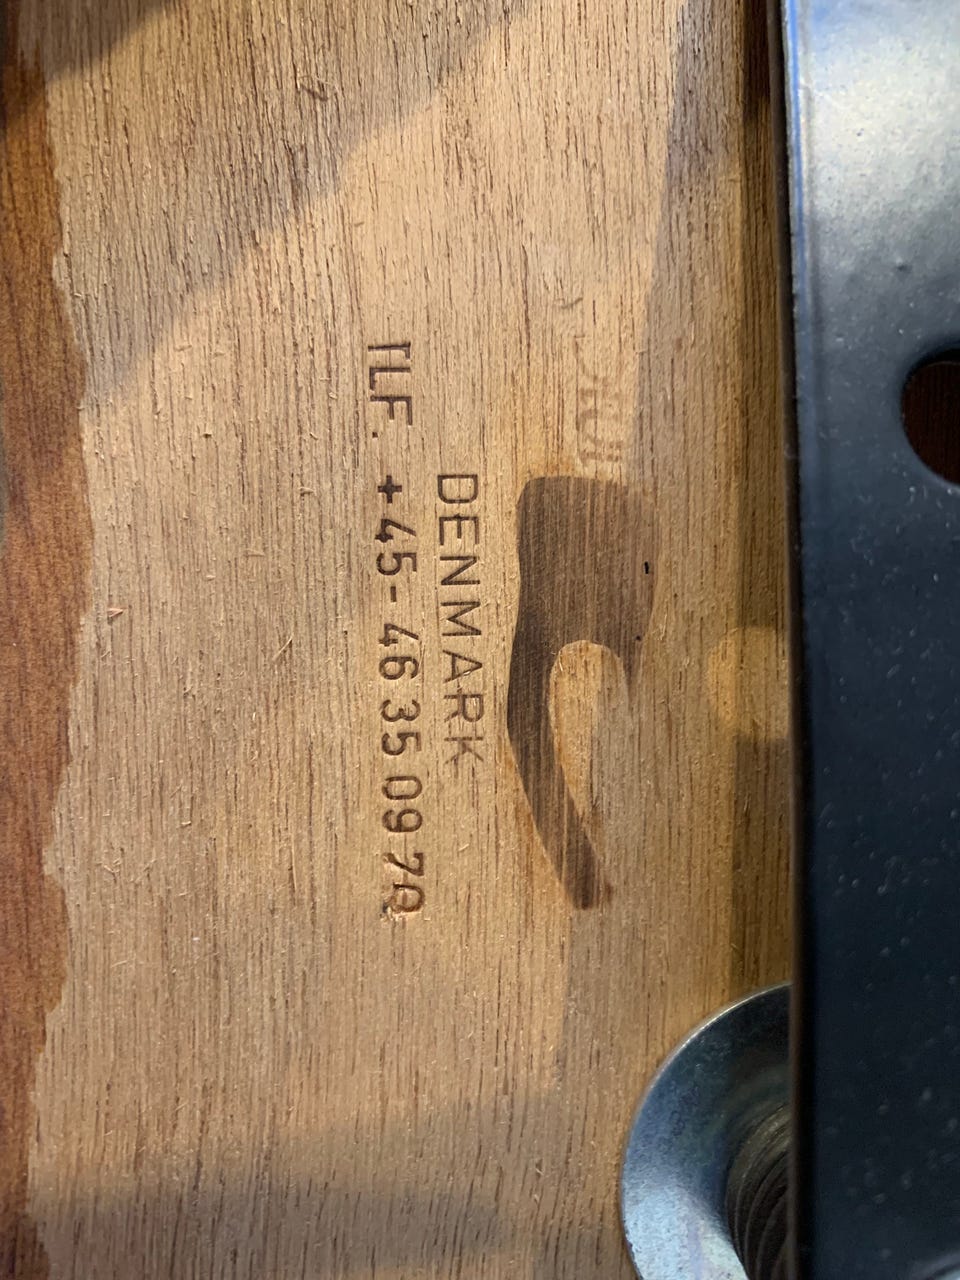 DENMARK
TLF. +45- 46 35 09 70